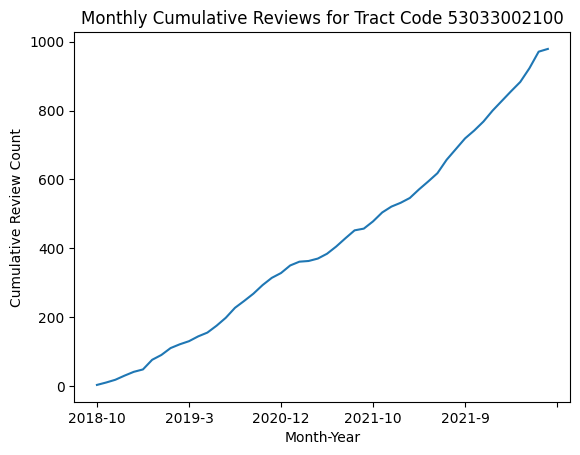 Monthly Cumulative Reviews for Tract Code 53033002100
1000
800
600
400
200
0
Cumulative Review Count
2018-10 2019-3 2020-12 2021-10 2021-9
Month-Year